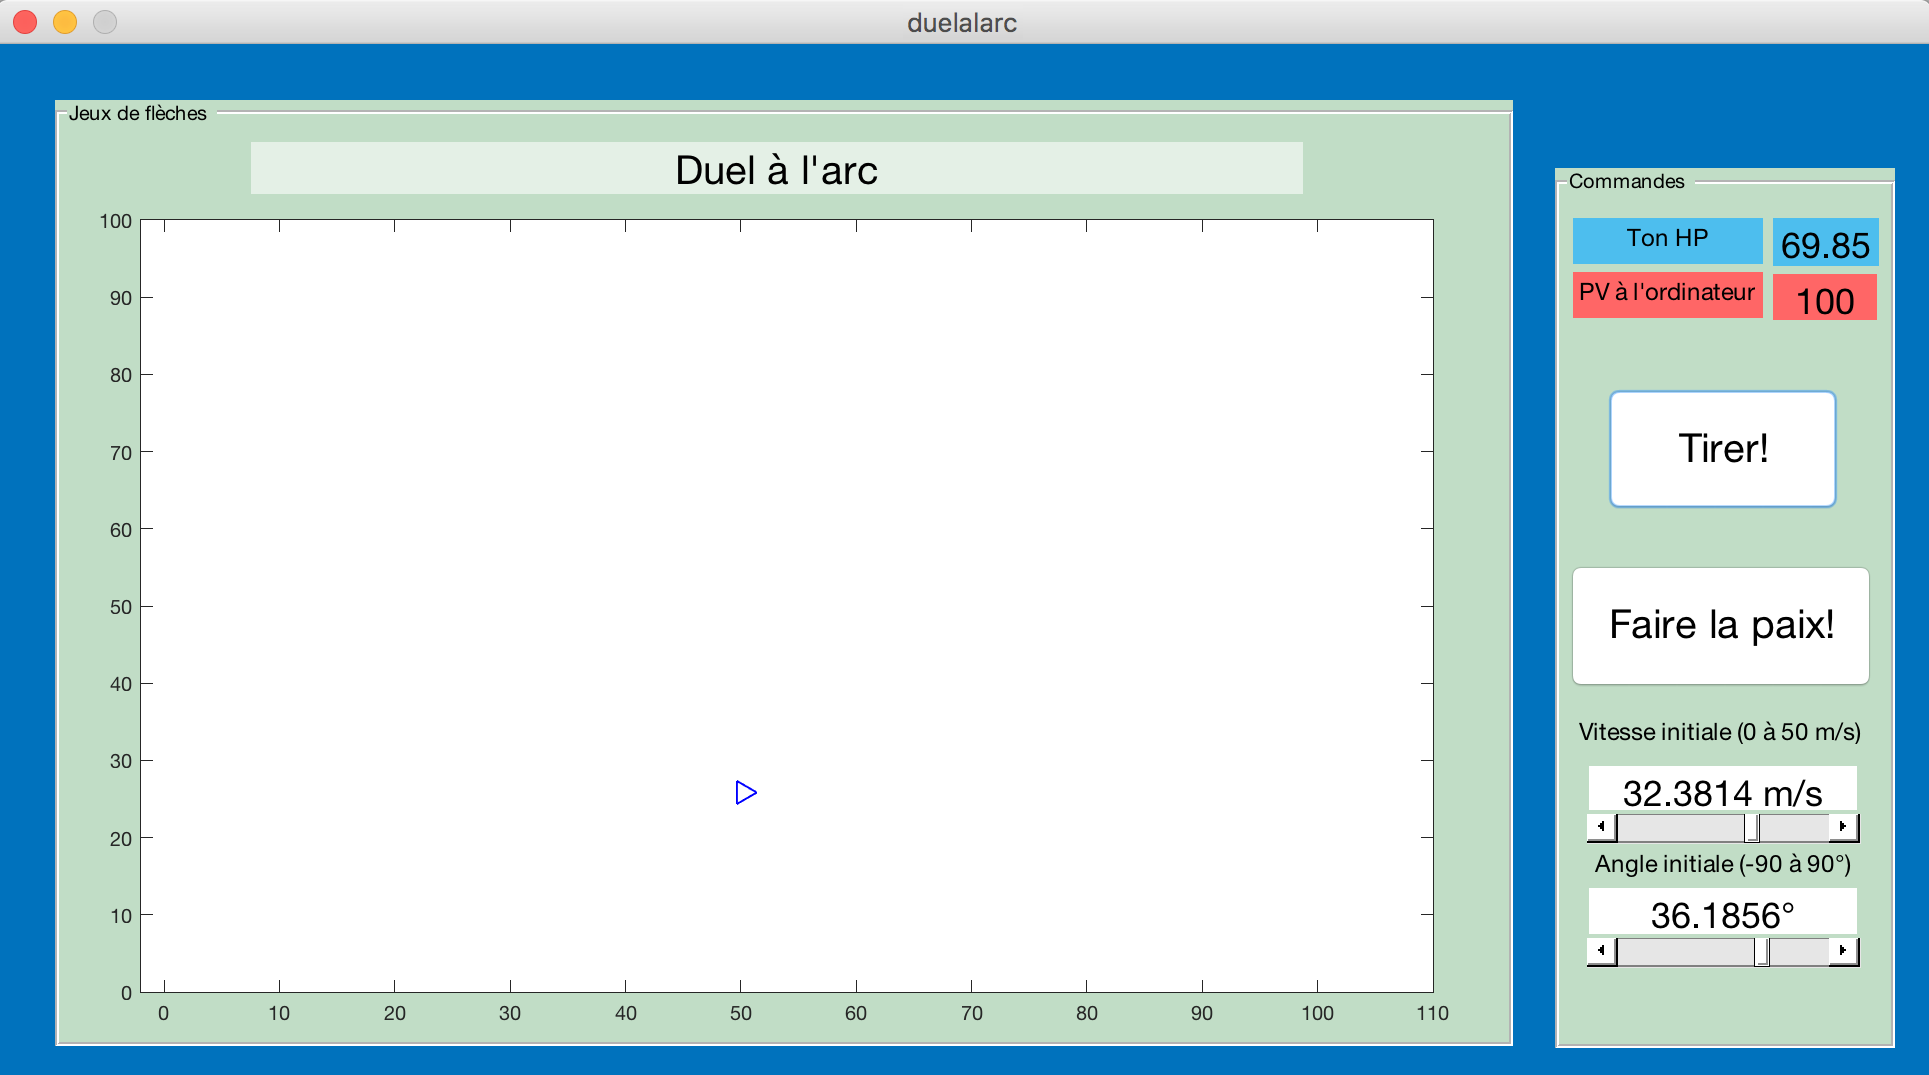 duelalarc
Jeux de flèches
Duel à l'arc
100
90
80
70
60
50
40
30
20
10
0
0 10 20 30 40 50 60 70 80 90 100 110
Commandes
Ton HP 69.85
PV à l'ordinateur 100
Tirer!
Faire la paix!
Vitesse initiale (0 à 50 m/s)
32.3814 m/s
Angle initiale (-90 à 90°)
36.1856°